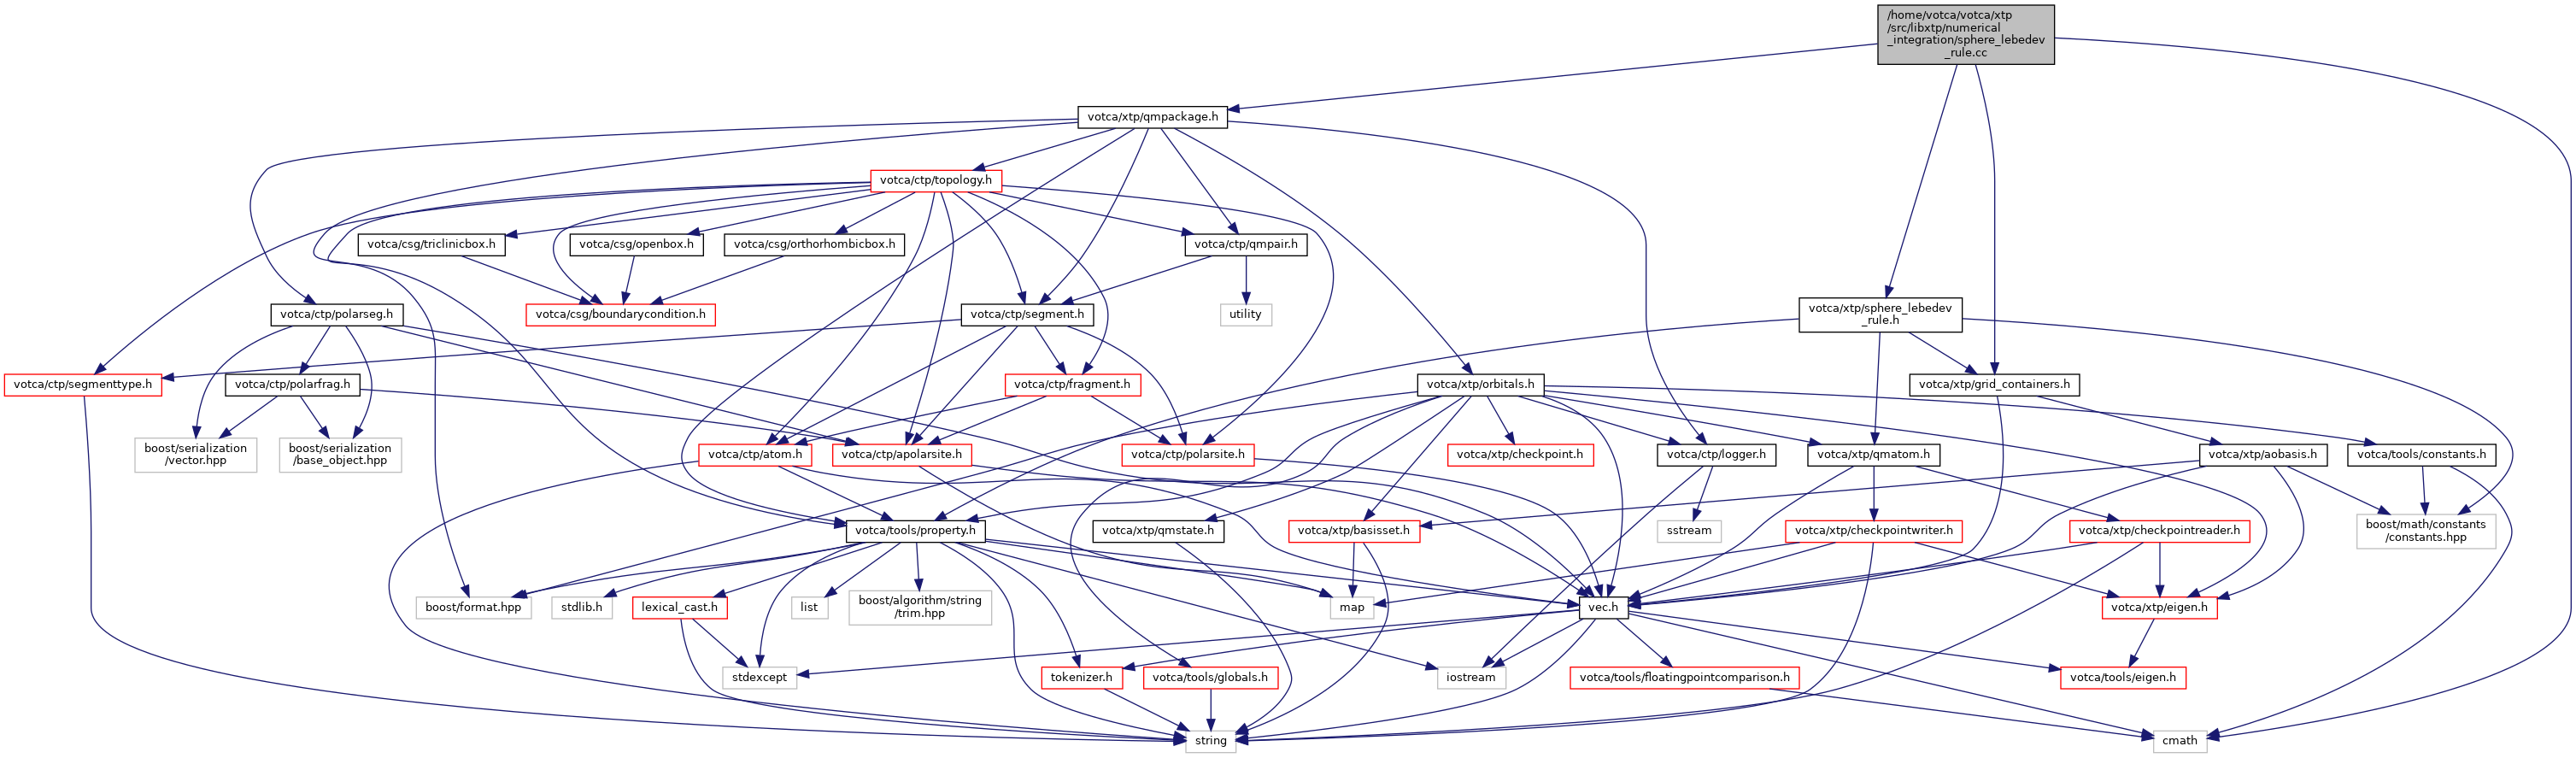 /home/votca/votca/xtp
/src/libxtp/numerical
_integration/sphere_lebedev
_rule.cc
votca/xtp/qmpackage.h
votca/ctp/topology.h
votca/csg/triclinicbox.h
votca/csg/openbox.h
votca/csg/orthorhombicbox.h
votca/ctp/qmpair.h
votca/ctp/polarseg.h
votca/csg/boundarycondition.h
votca/ctp/segment.h
utility
votca/xtp/sphere_lebedev
_rule.h
votca/ctp/segmenttype.h
votca/ctp/polarfrag.h
votca/ctp/fragment.h
votca/xtp/orbitals.h
votca/xtp/grid_containers.h
boost/serialization
/vector.hpp
boost/serialization
/base_object.hpp
votca/ctp/atom.h
votca/ctp/apolarsite.h
votca/ctp/polarsite.h
votca/xtp/checkpoint.h
votca/ctp/logger.h
votca/xtp/qmatom.h
votca/xtp/aobasis.h
votca/tools/constants.h
votca/tools/property.h
votca/xtp/qmstate.h
votca/xtp/basisset.h
sstream
votca/xtp/checkpointwriter.h
votca/xtp/checkpointreader.h
boost/math/constants
/constants.hpp
boost/format.hpp
stdlib.h
lexical_cast.h
list
boost/algorithm/string
/trim.hpp
map
vec.h
votca/xtp/eigen.h
stdexcept
tokenizer.h
votca/tools/globals.h
iostream
votca/tools/floatingpointcomparison.h
votca/tools/eigen.h
string
cmath